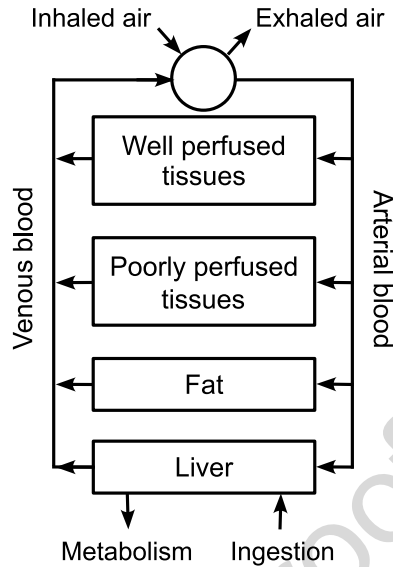 Inhaled air
Exhaled air
Well perfused
tissues
Poorly perfused
tissues
Fat
Liver
Venous blood
Arterial blood
Metabolism
Ingestion